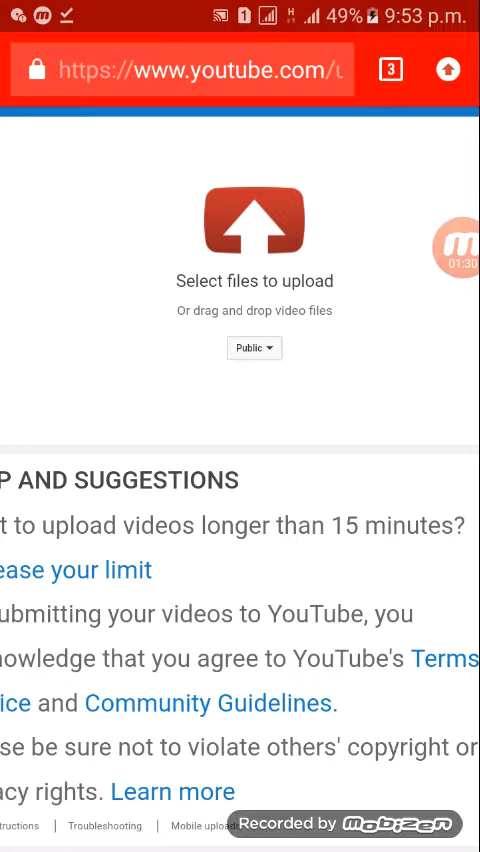 1
H
49%
9:53 p.m.
https://www.youtube.com/u
3
01:30
Select files to upload
Or drag and drop video files
Public
P AND SUGGESTIONS
t to upload videos longer than 15 minutes?
ease your limit
ubmitting your videos to YouTube, you
nowledge that you agree to YouTube's Terms
ice and Community Guidelines.
se be sure not to violate others' copyright or
acy rights. Learn more
tructions | Troubleshooting | Mobile uploade
Recorded by mobizen